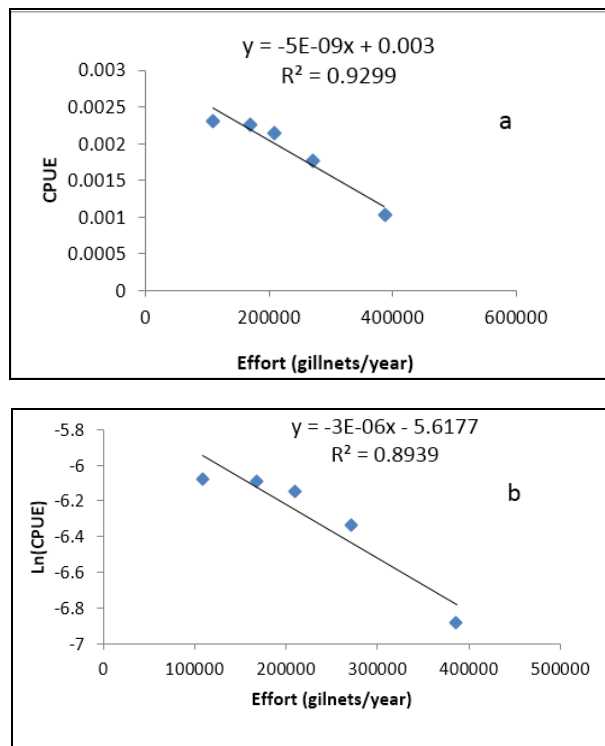 y = -5E-09x + 0.003
R² = 0.9299
a
0.003
0.0025
0.002
0.0015
0.001
0.0005
0
CPUE
0 200000 400000 600000
Effort (gillnets/year)
y = -3E-06x - 5.6177
R² = 0.8939
b
-5.8
-6
-6.2
-6.4
-6.6
-6.8
-7
Ln(CPUE)
0 100000 200000 300000 400000 500000
Effort (gilnets/year)